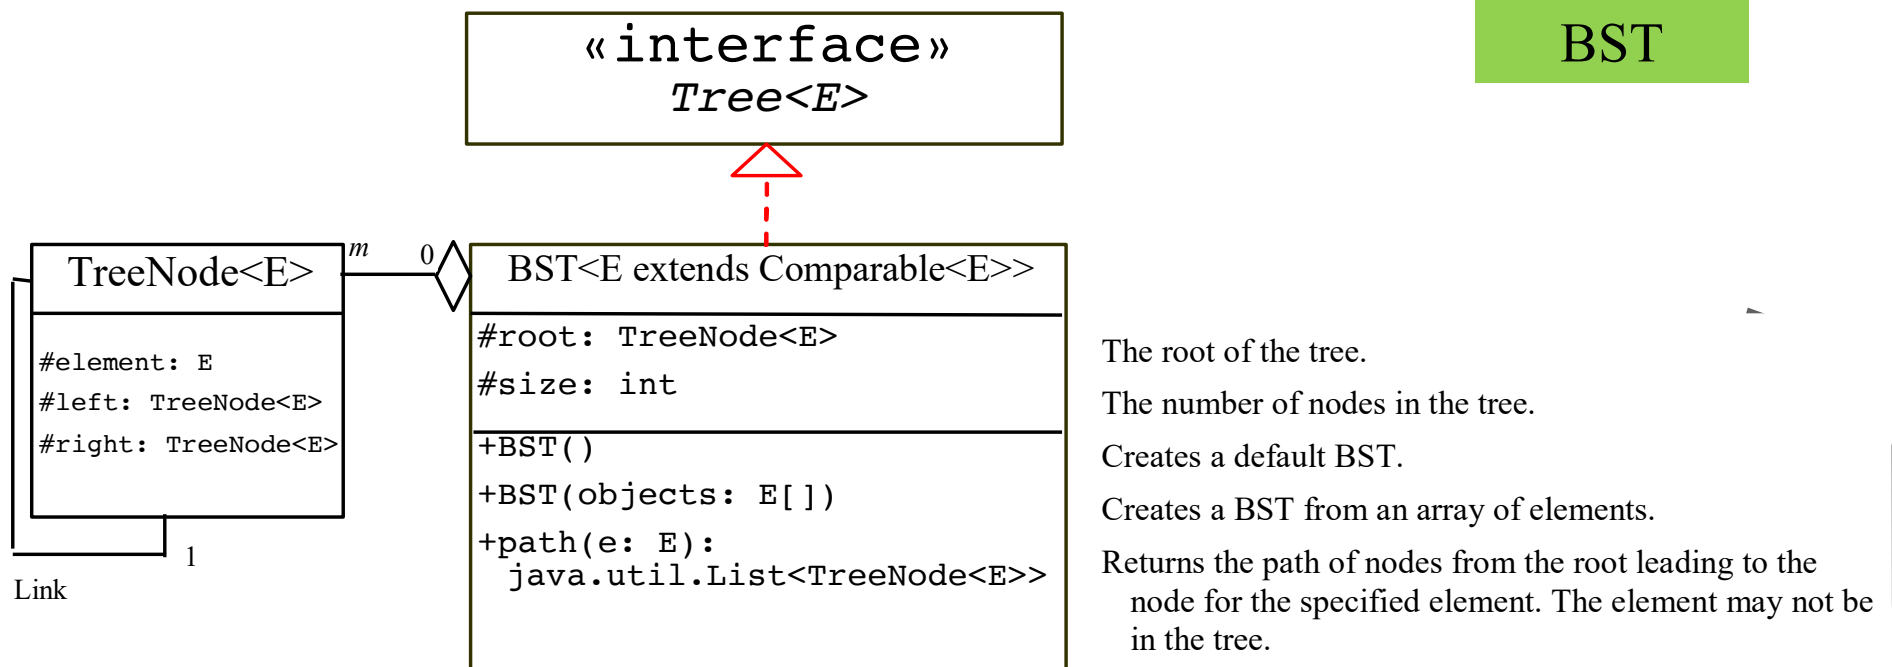 «interface»
Tree<E>
BST
TreeNode<E>
m
0
BST<E extends Comparable<E>>
#element: E
#left: TreeNode<E>
#right: TreeNode<E>
1
Link
#root: TreeNode<E>
#size: int
+BST()
+BST(objects: E[])
+path(e: E):
java.util.List<TreeNode<E>>
The root of the tree.
The number of nodes in the tree.
Creates a default BST.
Creates a BST from an array of elements.
Returns the path of nodes from the root leading to the
node for the specified element. The element may not be
in the tree.